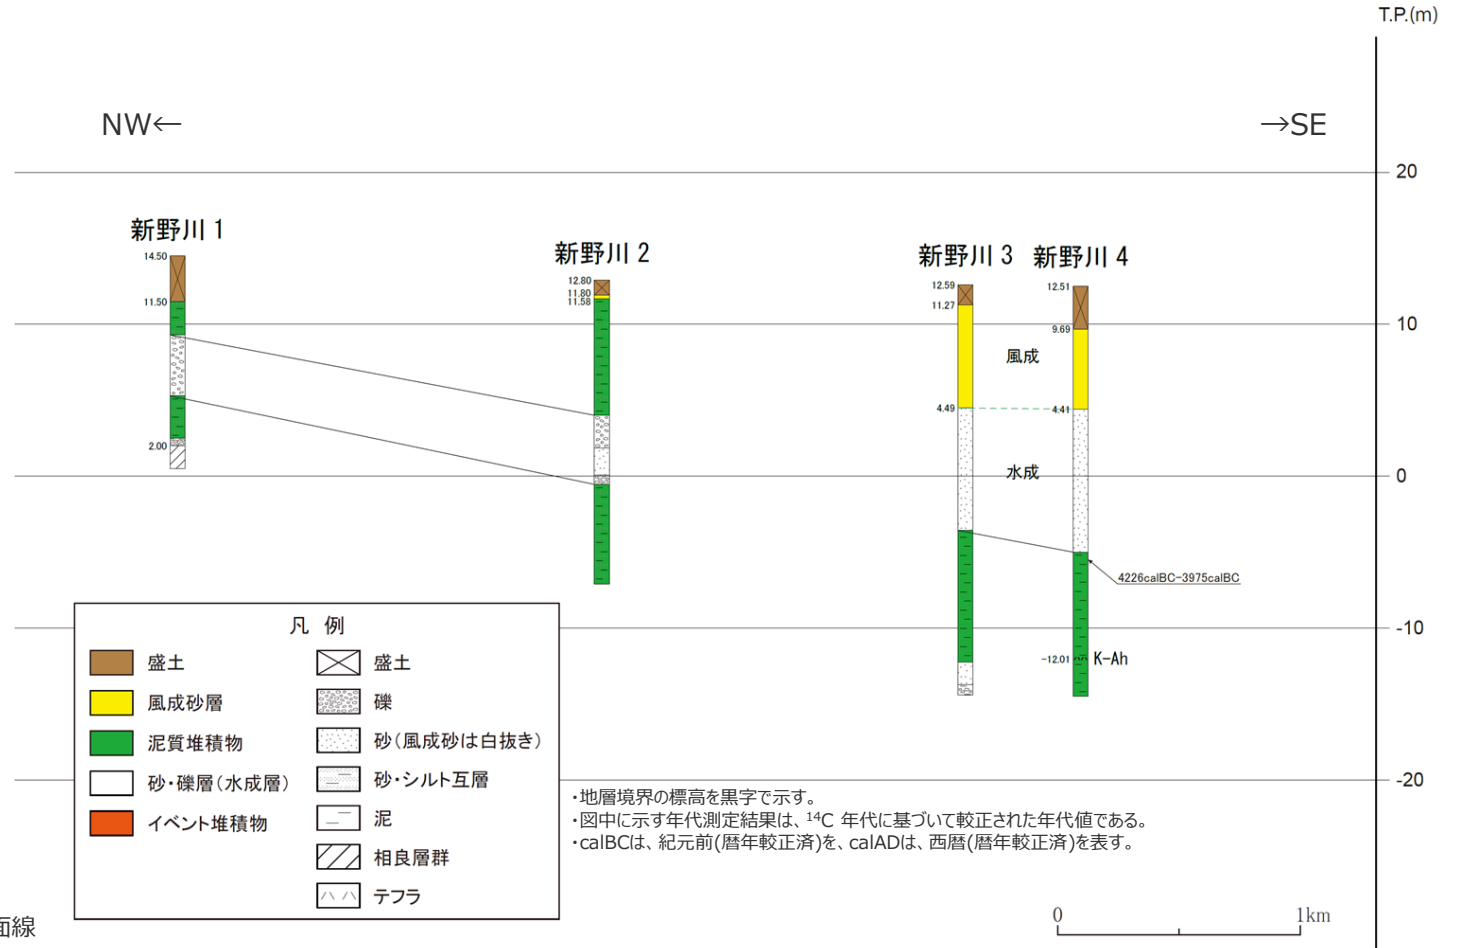 T.P.(m)
NW←
→SE
20
新野川 1
14.50
11.50
2.00
新野川 2
12.80
11.80
11.58
新野川 3
12.59
11.27
4.49
新野川 4
12.51
9.69
4.41
-12.01
K-Ah
10
風成
0
水成
4226calBC-3975calBC
-10
-20
凡 例
盛土
風成砂層
泥質堆積物
砂・礫層(水成層)
イベント堆積物
盛土
礫
砂(風成砂は白抜き)
砂・シルト互層
泥
相良層群
テフラ
・地層境界の標高を黒字で示す。
・図中に示す年代測定結果は、¹⁴C 年代に基づいて較正された年代値である。
・calBCは、紀元前(暦年較正済)を、calADは、西暦(暦年較正済)を表す。
面線
0
1km